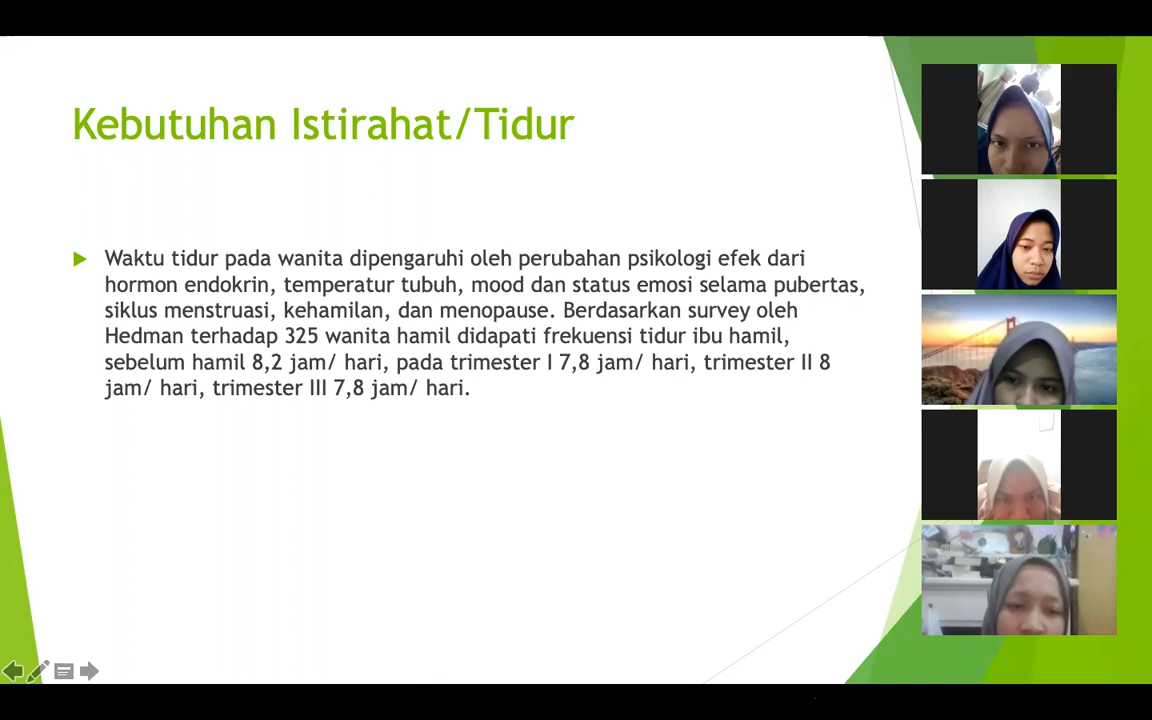 Kebutuhan Istirahat/Tidur
Waktu tidur pada wanita dipengaruhi oleh perubahan psikologi efek dari
hormon endokrin, temperatur tubuh, mood dan status emosi selama pubertas,
siklus menstruasi, kehamilan, dan menopause. Berdasarkan survey oleh
Hedman terhadap 325 wanita hamil didapati frekuensi tidur ibu hamil,
sebelum hamil 8,2 jam/ hari, pada trimester I 7,8 jam/ hari, trimester II 8
jam/ hari, trimester III 7,8 jam/ hari.